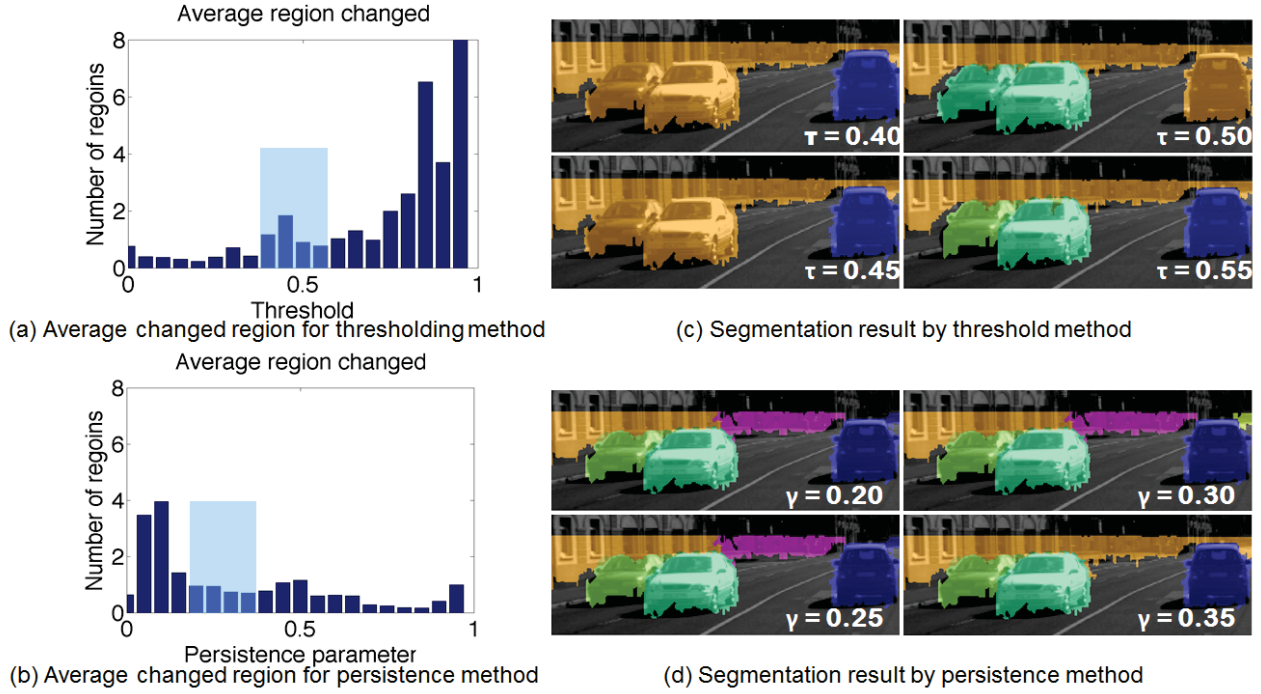 Average region changed
8
6
4
2
0
Number of regoins
0 0.5 1
Threshold
(a) Average changed region for thresholding method
τ = 0.40
τ = 0.50
τ = 0.45
τ = 0.55
(c) Segmentation result by threshold method
Average region changed
8
6
4
2
0
Number of regoins
0 0.5 1
Persistence parameter
(b) Average changed region for persistence method
γ = 0.20
γ = 0.30
γ = 0.25
γ = 0.35
(d) Segmentation result by persistence method